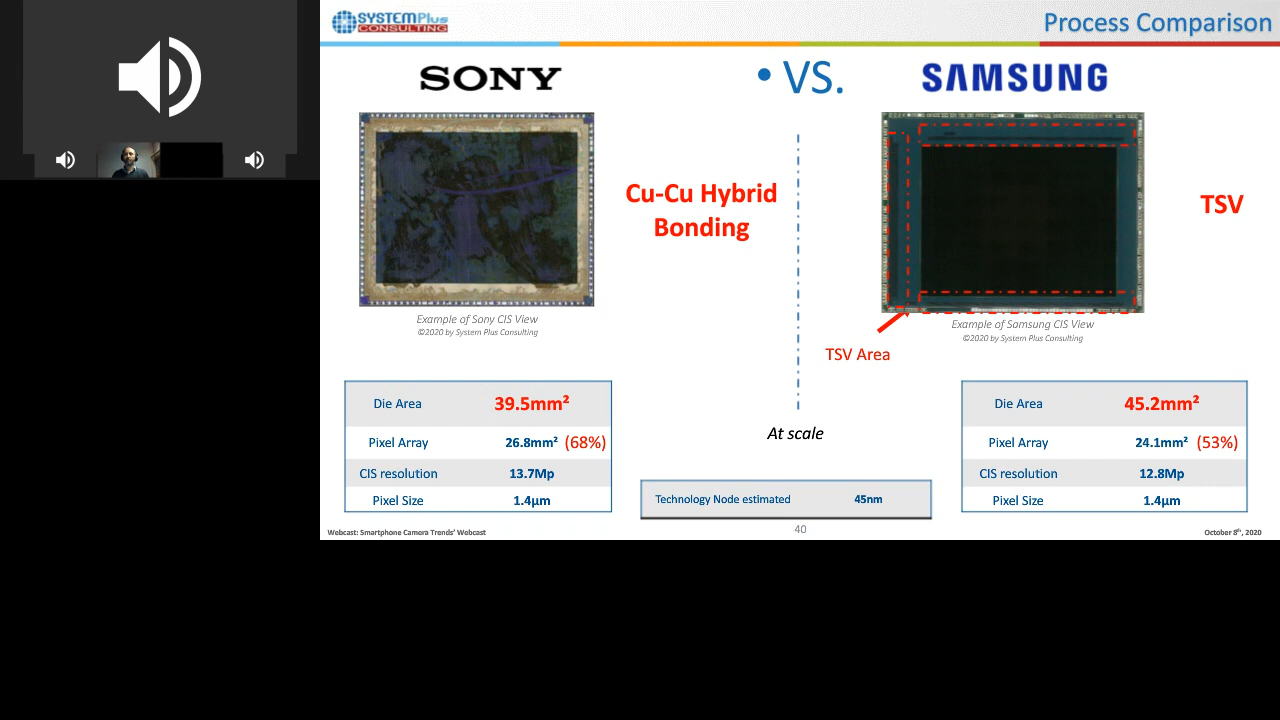 SYSTEMPlus
CONSULTING
Process Comparison
SONY
• VS.
SAMSUNG
Cu-Cu Hybrid
Bonding
TSV
Example of Sony CIS View
©2020 by System Plus Consulting
Example of Samsung CIS View
©2020 by System Plus Consulting
TSV Area
Die Area 39.5mm²
Pixel Array 26.8mm² (68%)
CIS resolution 13.7Mp
Pixel Size 1.4µm
At scale
Technology Node estimated 45nm
Die Area 45.2mm²
Pixel Array 24.1mm² (53%)
CIS resolution 12.8Mp
Pixel Size 1.4µm
Webcast: Smartphone Camera Trends' Webcast
40
October 8th, 2020